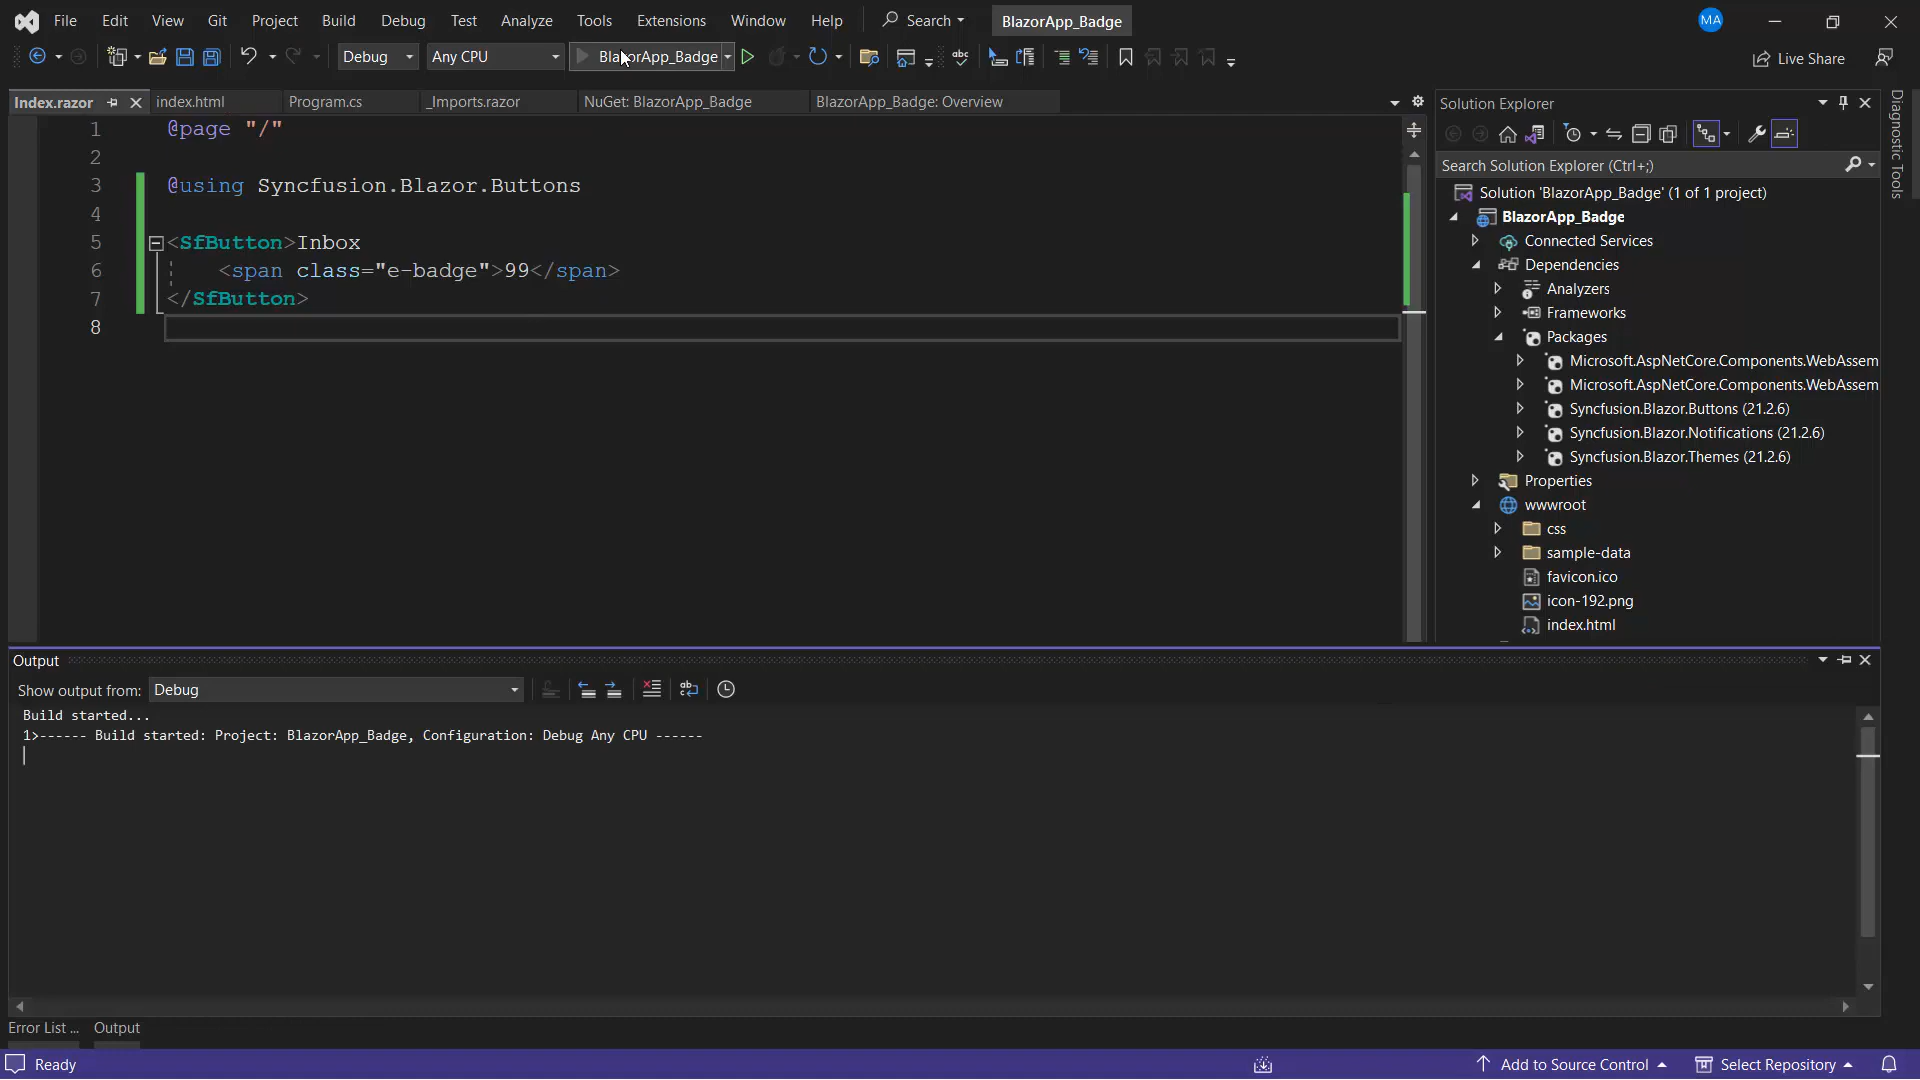 File Edit View Git Project Build Debug Test Analyze Tools Extensions Window Help Search BlazorApp_Badge MA
Debug Any CPU BlazorApp_Badge Live Share
Index.razor index.html Program.cs _Imports.razor NuGet: BlazorApp_Badge BlazorApp_Badge: Overview
1 @page "/"
2
3 @using Syncfusion.Blazor.Buttons
4
5 <SfButton>Inbox
6 <span class="e-badge">99</span>
7 </SfButton>
8
Solution Explorer
Search Solution Explorer (Ctrl+;)
Solution 'BlazorApp_Badge' (1 of 1 project)
BlazorApp_Badge
Connected Services
Dependencies
Analyzers
Frameworks
Packages
Microsoft.AspNetCore.Components.WebAssem
Microsoft.AspNetCore.Components.WebAssem
Syncfusion.Blazor.Buttons (21.2.6)
Syncfusion.Blazor.Notifications (21.2.6)
Syncfusion.Blazor.Themes (21.2.6)
Properties
wwwroot
css
sample-data
favicon.ico
icon-192.png
index.html
Diagnostic Tools
Output
Show output from: Debug
Build started...
1>------ Build started: Project: BlazorApp_Badge, Configuration: Debug Any CPU ------
Error List ... Output
Ready Add to Source Control Select Repository